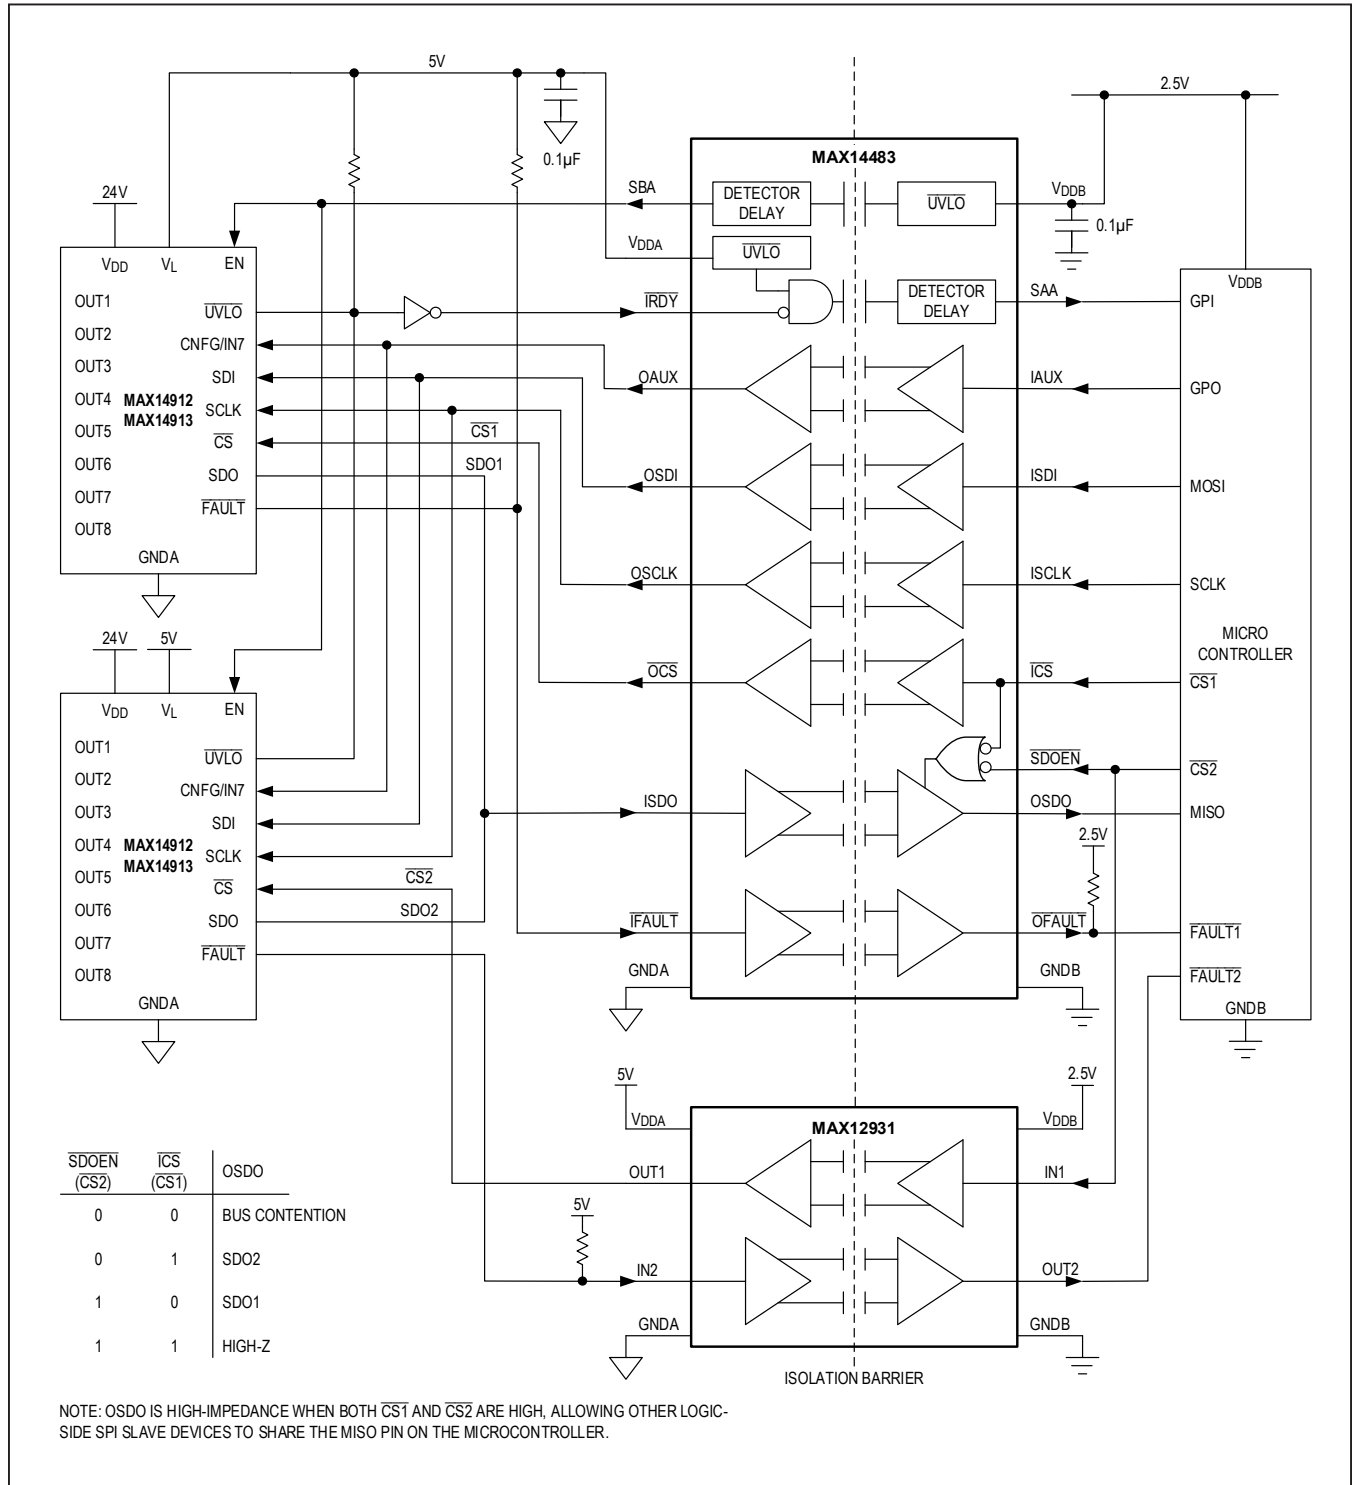 5V
2.5V
0.1µF
MAX14483
24V
SBA
DETECTOR
DELAY
UVLO
VDDB
0.1µF
VDDA
UVLO
VDD
VL
EN
OUT1
OUT2
OUT3
OUT4
OUT5
OUT6
OUT7
OUT8
MAX14912
MAX14913
UVLO
CNFG/IN7
SDI
SCLK
CS
SDO
FAULT
GNDA
IRDY
DETECTOR
DELAY
SAA
VDDB
GPI
OAUX
IAUX
GPO
CS1
SDO1
OSDI
ISDI
MOSI
OSCLK
ISCLK
SCLK
MICRO
CONTROLLER
OCS
ICS
CS1
24V
5V
VDD
VL
EN
OUT1
OUT2
OUT3
OUT4
OUT5
OUT6
OUT7
OUT8
MAX14912
MAX14913
UVLO
CNFG/IN7
SDI
SCLK
CS
SDO
FAULT
GNDA
SDOEN
CS2
ISDO
OSDO
MISO
2.5V
CS2
SDO2
IFAULT
OFAULT
FAULT1
GNDA
GNDB
FAULT2
GNDB
5V
2.5V
VDDA
MAX12931
VDDB
OUT1
IN1
5V
IN2
OUT2
GNDA
GNDB
ISOLATION BARRIER
SDOEN ICS OSDO
(CS2) (CS1)
0 0 BUS CONTENTION
0 1 SDO2
1 0 SDO1
1 1 HIGH-Z
NOTE: OSDO IS HIGH-IMPEDANCE WHEN BOTH CS1 AND CS2 ARE HIGH, ALLOWING OTHER LOGIC-
SIDE SPI SLAVE DEVICES TO SHARE THE MISO PIN ON THE MICROCONTROLLER.